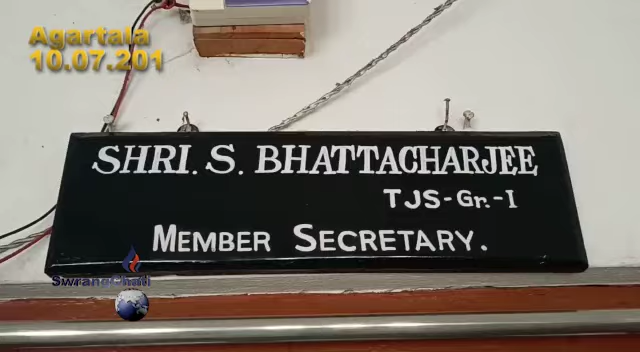 Agartala
10.07.201
SHRI. S. BHATTACHARJEE
TJS-Gr.-I
MEMBER SECRETARY.